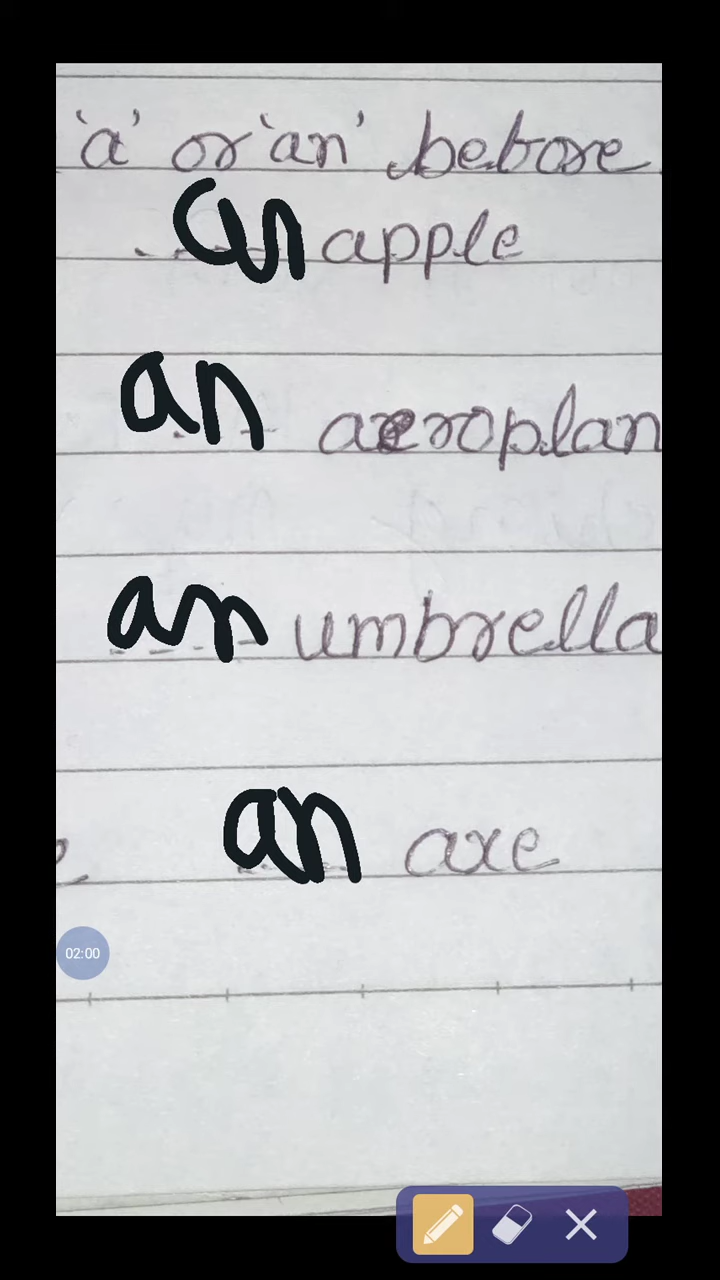 'a' or 'an' before
an apple
an aeroplan
an umbrella
e an axe
02:00